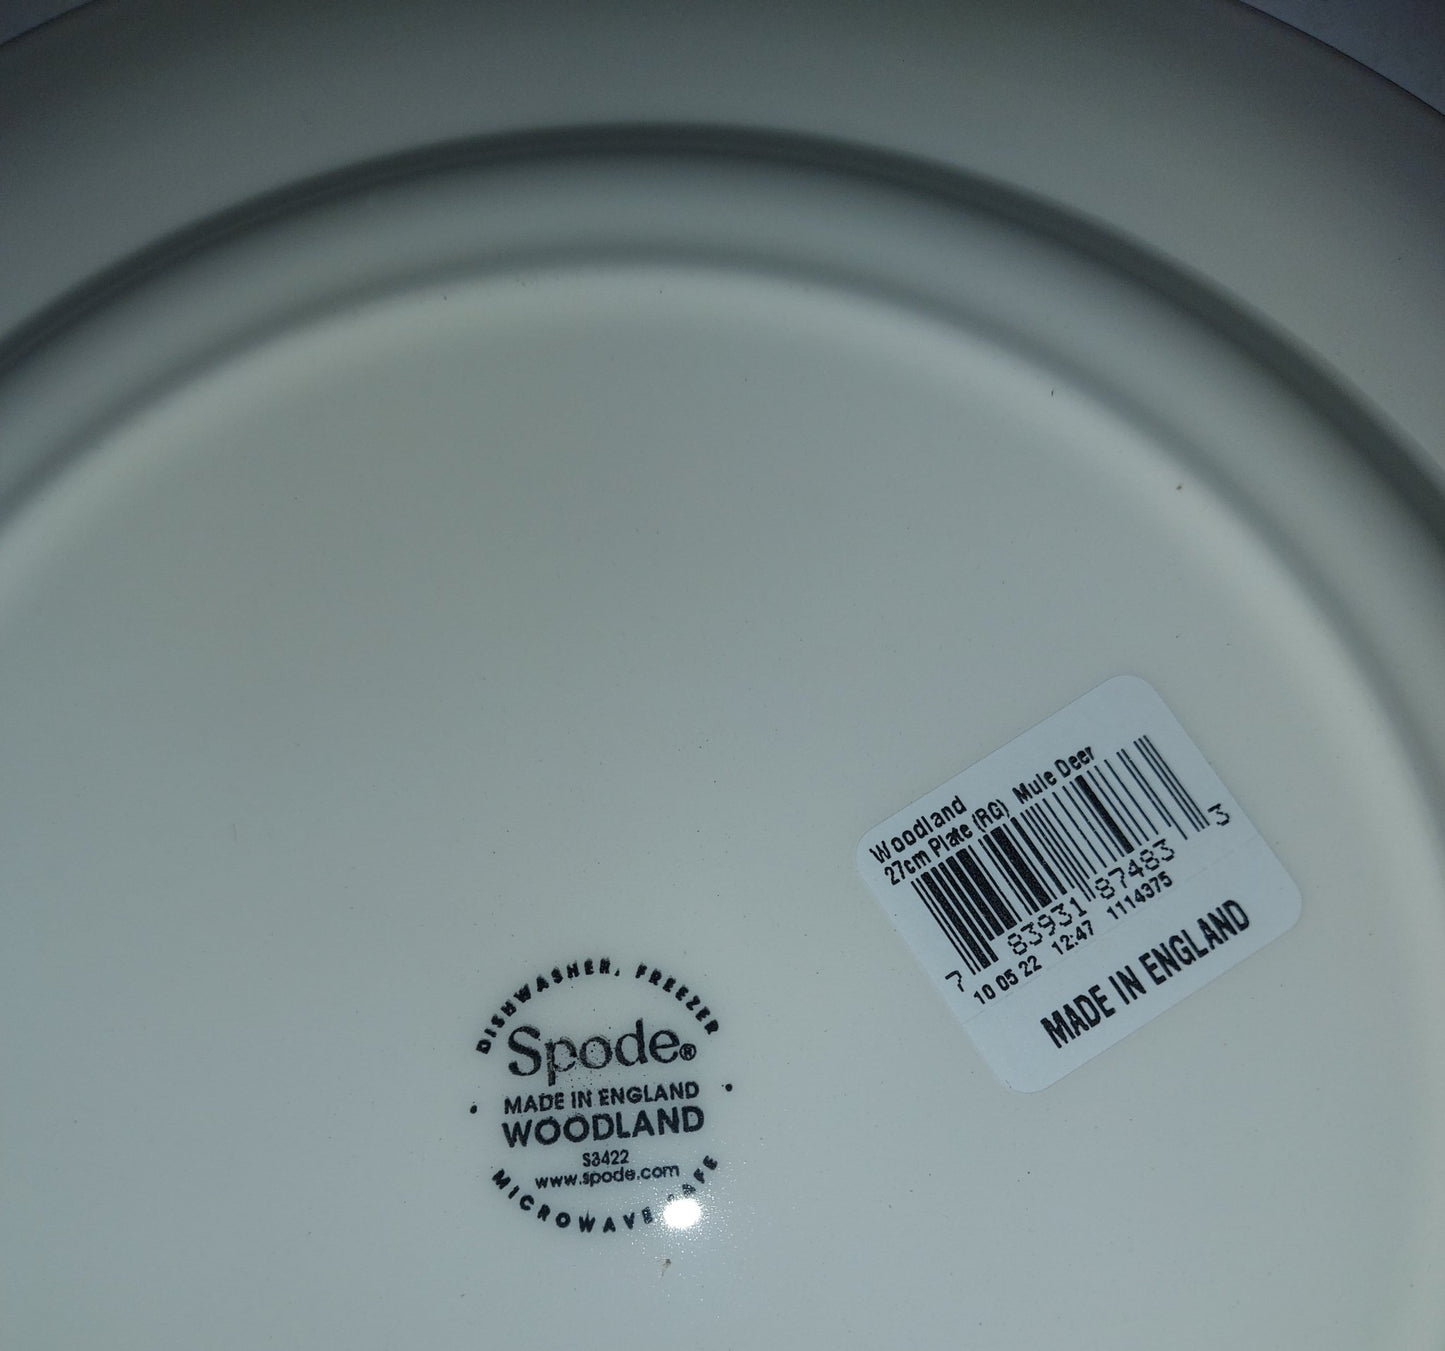 Woodland
27cm Plate (RG) Mule Deer
7 83931 87483 3
10 05 22 12:47 1114375
MADE IN ENGLAND
DISHWASHER, FREEZER
Spode®
• MADE IN ENGLAND •
WOODLAND
S3422
www.spode.com
MICROWAVE SAFE